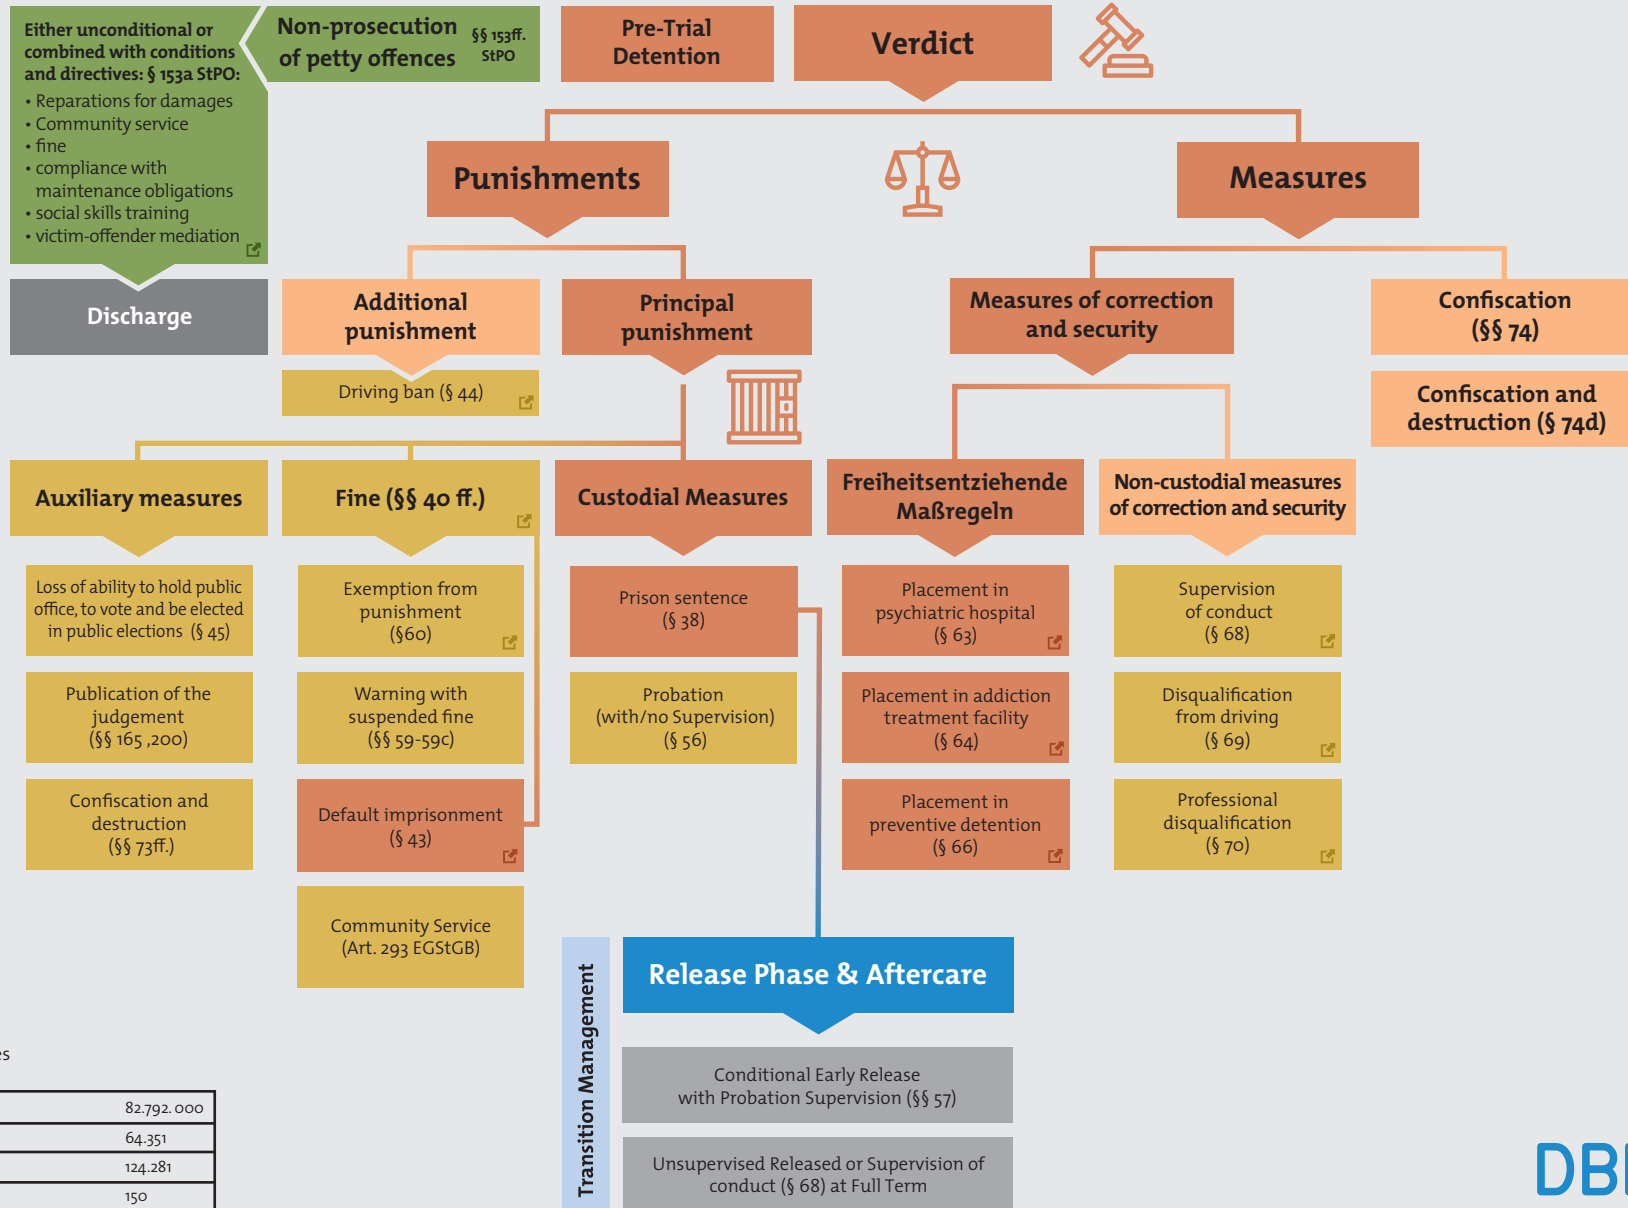 Either unconditional or
combined with conditions
and directives: § 153a StPO:
• Reparations for damages
• Community service
• fine
• compliance with
maintenance obligations
• social skills training
• victim-offender mediation
Non-prosecution
of petty offences
§§ 153ff.
StPO
Pre-Trial
Detention
Verdict
Punishments
Measures
Discharge
Additional
punishment
Principal
punishment
Measures of correction
and security
Confiscation
(§§ 74)
Driving ban (§ 44)
Confiscation and
destruction (§ 74d)
Auxiliary measures
Fine (§§ 40 ff.)
Custodial Measures
Freiheitsentziehende
Maßregeln
Non-custodial measures
of correction and security
Loss of ability to hold public
office, to vote and be elected
in public elections (§ 45)
Exemption from
punishment
(§60)
Prison sentence
(§ 38)
Placement in
psychiatric hospital
(§ 63)
Supervision
of conduct
(§ 68)
Publication of the
judgement
(§§ 165 ,200)
Warning with
suspended fine
(§§ 59-59c)
Probation
(with/no Supervision)
(§ 56)
Placement in addiction
treatment facility
(§ 64)
Disqualification
from driving
(§ 69)
Confiscation and
destruction
(§§ 73ff.)
Default imprisonment
(§ 43)
Placement in
preventive detention
(§ 66)
Professional
disqualification
(§ 70)
Community Service
(Art. 293 EGStGB)
Transition Management
Release Phase & Aftercare
Conditional Early Release
with Probation Supervision (§§ 57)
Unsupervised Released or Supervision of
conduct (§ 68) at Full Term
82.792.000
64.351
124.281
150